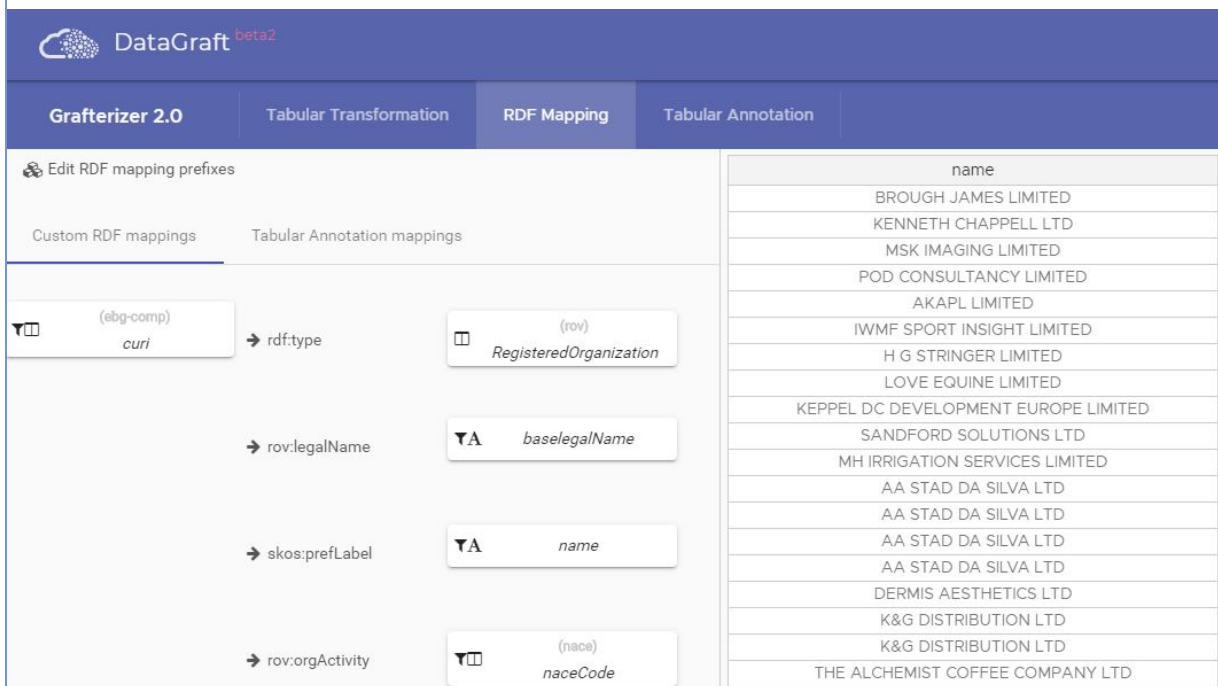 DataGraft beta2
Grafterizer 2.0 Tabular Transformation RDF Mapping Tabular Annotation
Edit RDF mapping prefixes
Custom RDF mappings Tabular Annotation mappings
(ebg-comp)
curi
rdf:type
(rov)
RegisteredOrganization
rov:legalName
A baselegalName
skos:prefLabel
A name
rov:orgActivity
(nace)
naceCode
name
BROUGH JAMES LIMITED
KENNETH CHAPPELL LTD
MSK IMAGING LIMITED
POD CONSULTANCY LIMITED
AKAPL LIMITED
IWMF SPORT INSIGHT LIMITED
H G STRINGER LIMITED
LOVE EQUINE LIMITED
KEPPEL DC DEVELOPMENT EUROPE LIMITED
SANDFORD SOLUTIONS LTD
MH IRRIGATION SERVICES LIMITED
AA STAD DA SILVA LTD
AA STAD DA SILVA LTD
AA STAD DA SILVA LTD
AA STAD DA SILVA LTD
DERMIS AESTHETICS LTD
K&G DISTRIBUTION LTD
K&G DISTRIBUTION LTD
THE ALCHEMIST COFFEE COMPANY LTD